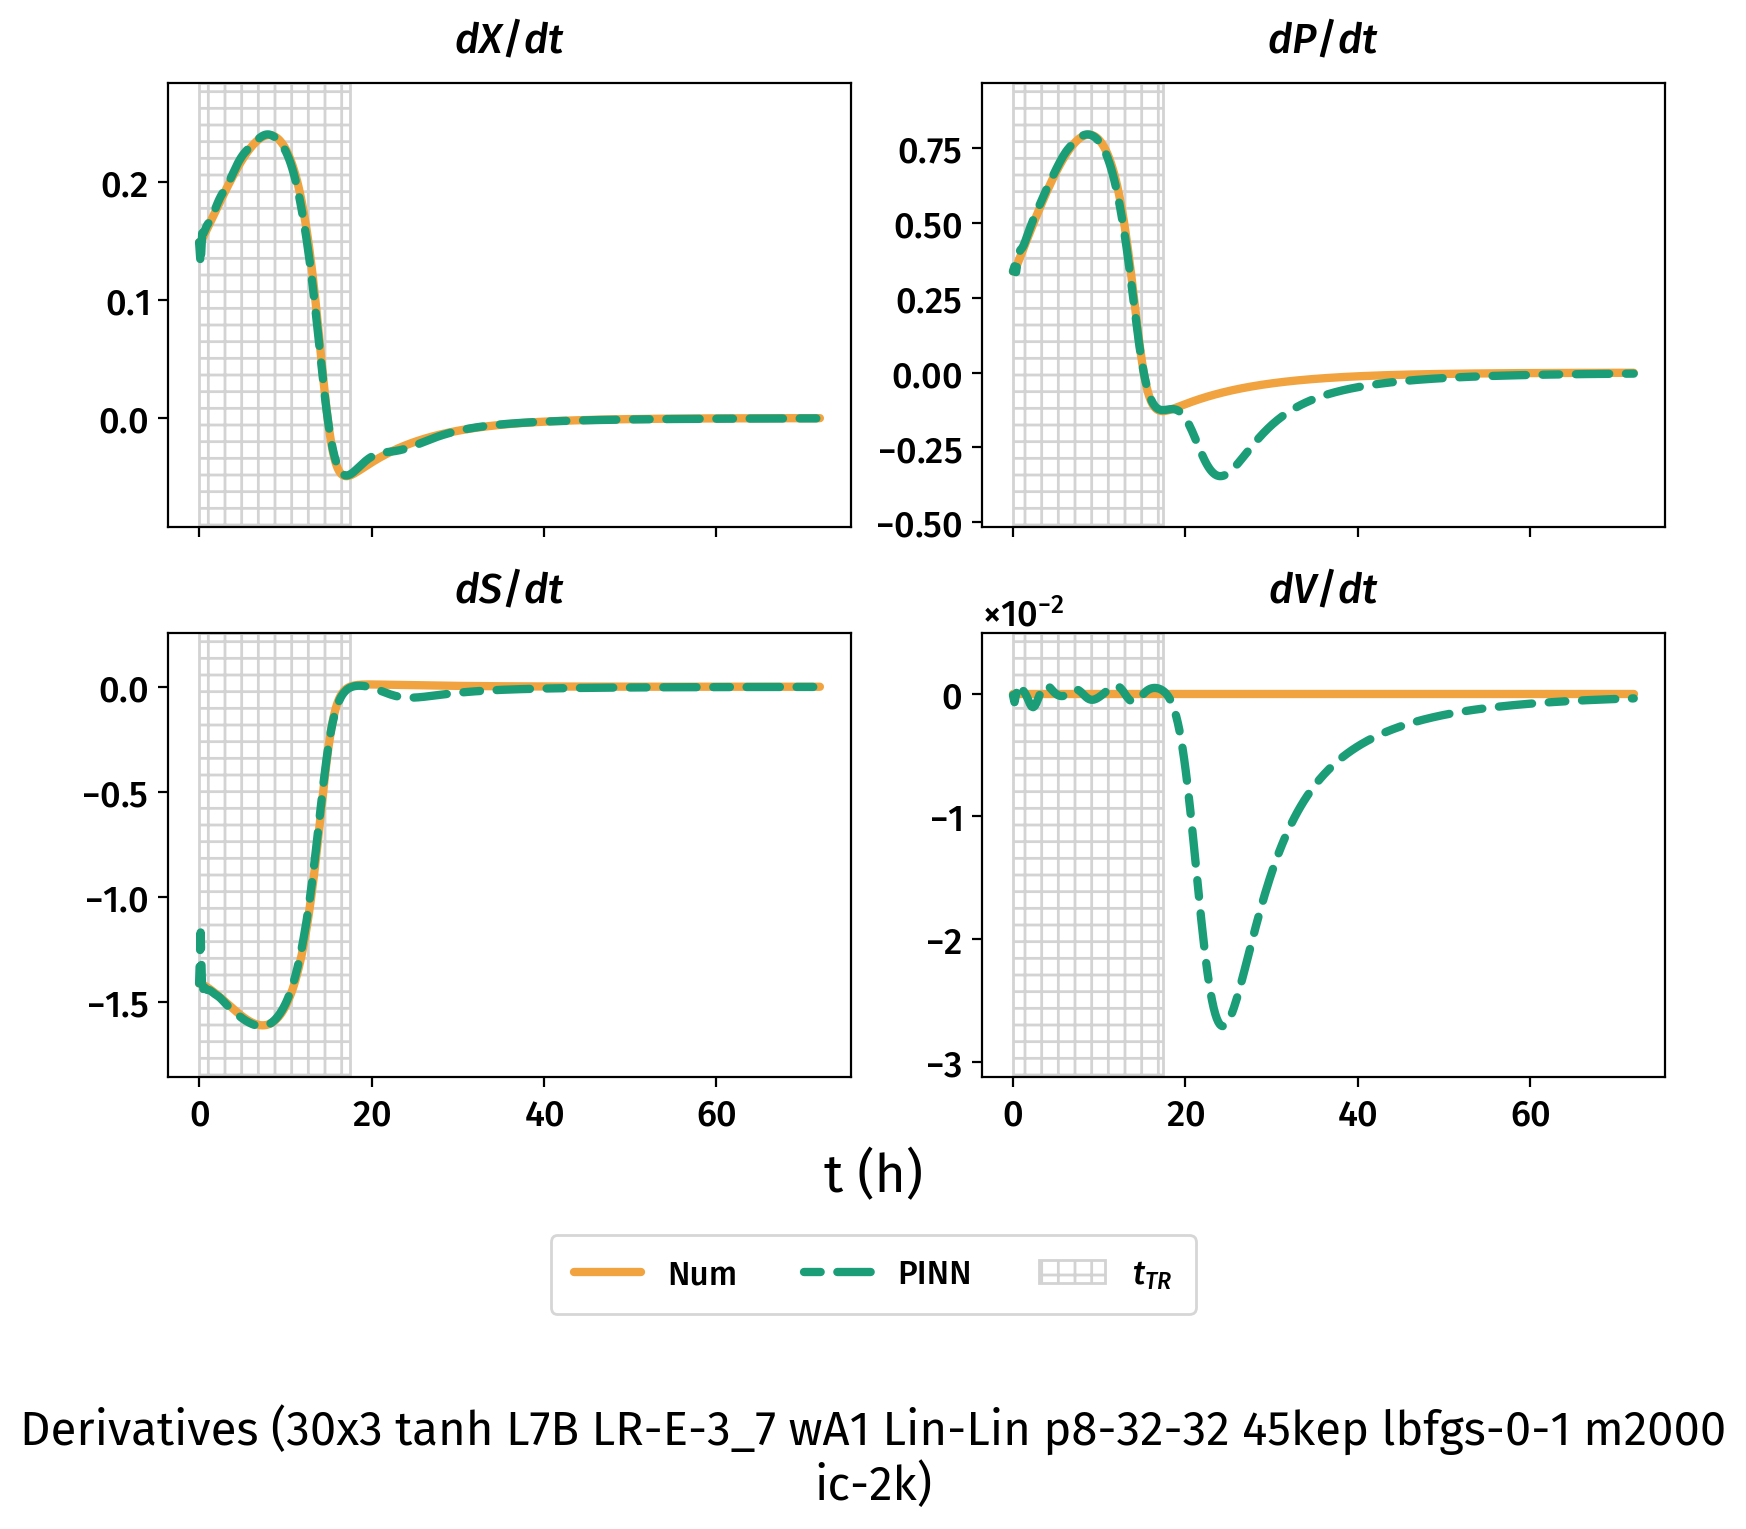 dX/dt
dP/dt
0.2
0.1
0.0
0.75
0.50
0.25
0.00
−0.25
−0.50
dS/dt
dV/dt
×10⁻²
0.0
−0.5
−1.0
−1.5
0
−1
−2
−3
0 20 40 60
0 20 40 60
t (h)
Num PINN t_TR
Derivatives (30x3 tanh L7B LR-E-3_7 wA1 Lin-Lin p8-32-32 45kep lbfgs-0-1 m2000
ic-2k)